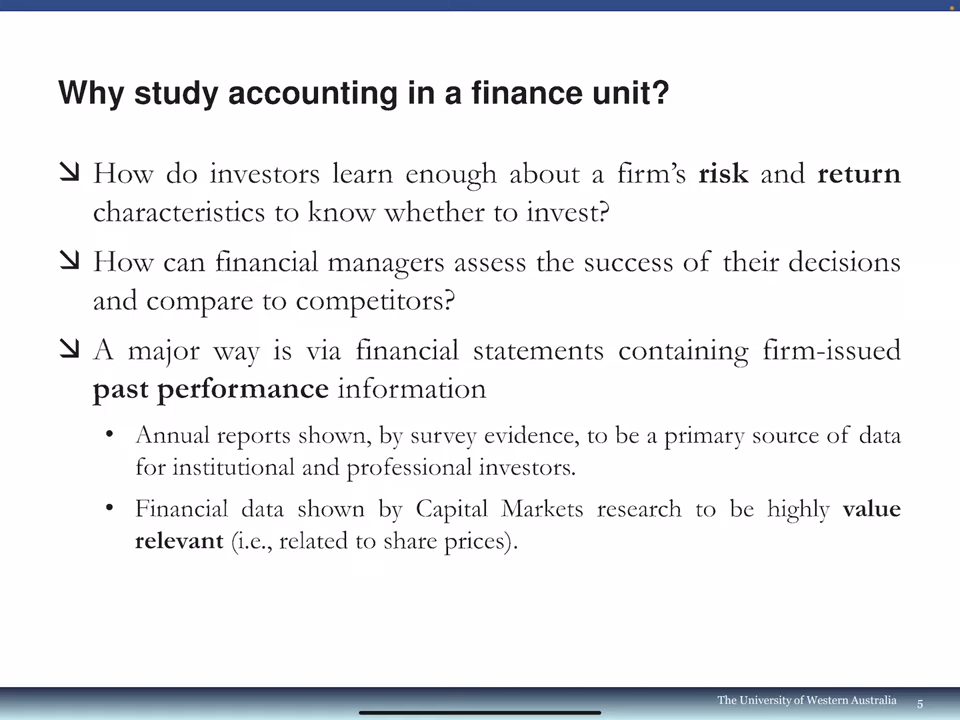 Why study accounting in a finance unit?
How do investors learn enough about a firm's risk and return
characteristics to know whether to invest?
How can financial managers assess the success of their decisions
and compare to competitors?
A major way is via financial statements containing firm-issued
past performance information
• Annual reports shown, by survey evidence, to be a primary source of data
for institutional and professional investors.
• Financial data shown by Capital Markets research to be highly value
relevant (i.e., related to share prices).
The University of Western Australia 5